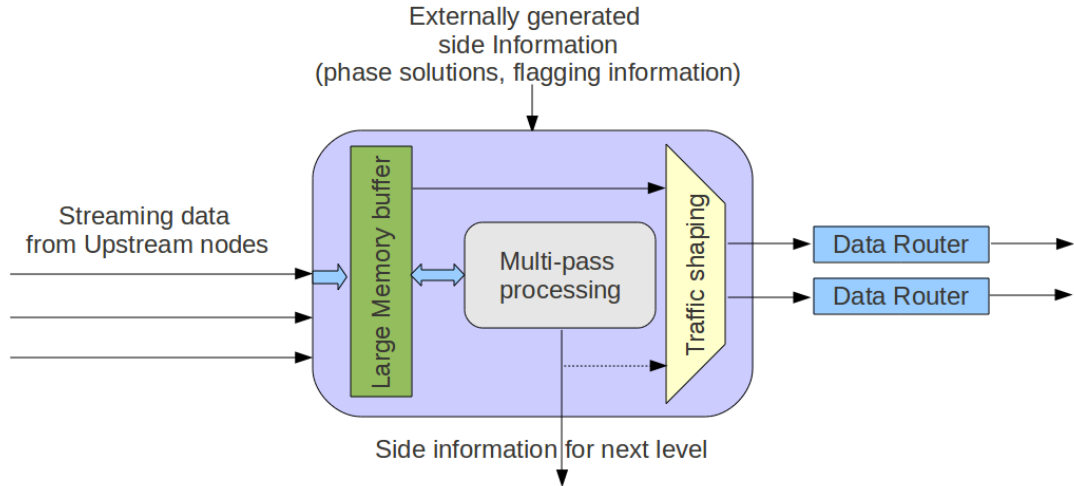 Externally generated
side Information
(phase solutions, flagging information)
Streaming data
from Upstream nodes
Large Memory buffer
Multi-pass
processing
Traffic shaping
Data Router
Data Router
Side information for next level